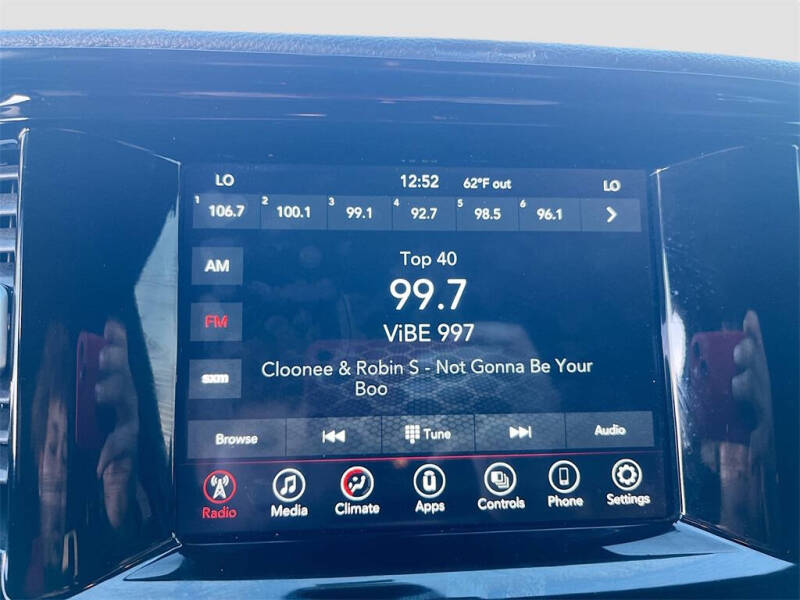 LO 12:52 62°F out LO
1 106.7 2 100.1 3 99.1 4 92.7 5 98.5 6 96.1
AM
FM
sxm
Top 40
99.7
ViBE 997
Cloonee & Robin S - Not Gonna Be Your
Boo
Browse Tune Audio
Radio Media Climate Apps Controls Phone Settings